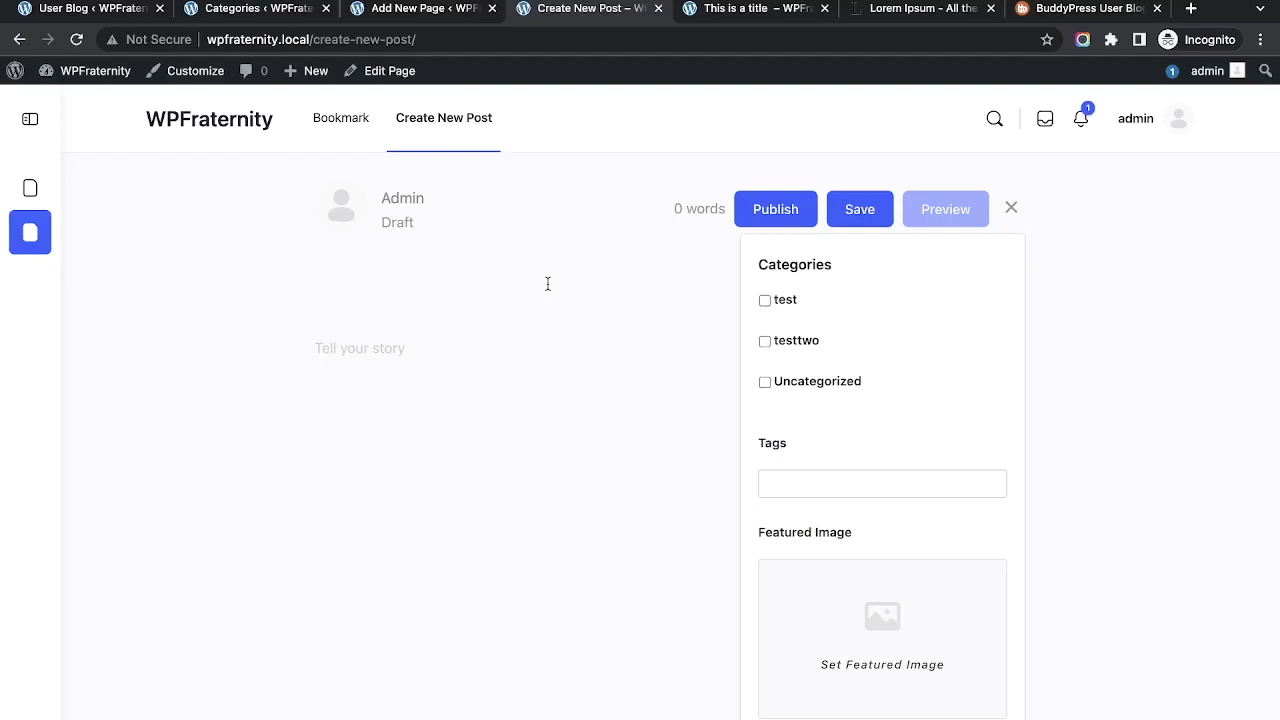 User Blog ‹ WPFrater
Categories ‹ WPFrate
Add New Page ‹ WPF
Create New Post – W
This is a title – WPFr
Lorem Ipsum - All the
BuddyPress User Blo
Not Secure
wpfraternity.local/create-new-post/
Incognito
WPFraternity
Customize
0
New
Edit Page
1
admin
WPFraternity
Bookmark
Create New Post
1
admin
Admin
Draft
0 words
Publish
Save
Preview
Categories
test
testtwo
Uncategorized
Tell your story
Tags
Featured Image
Set Featured Image